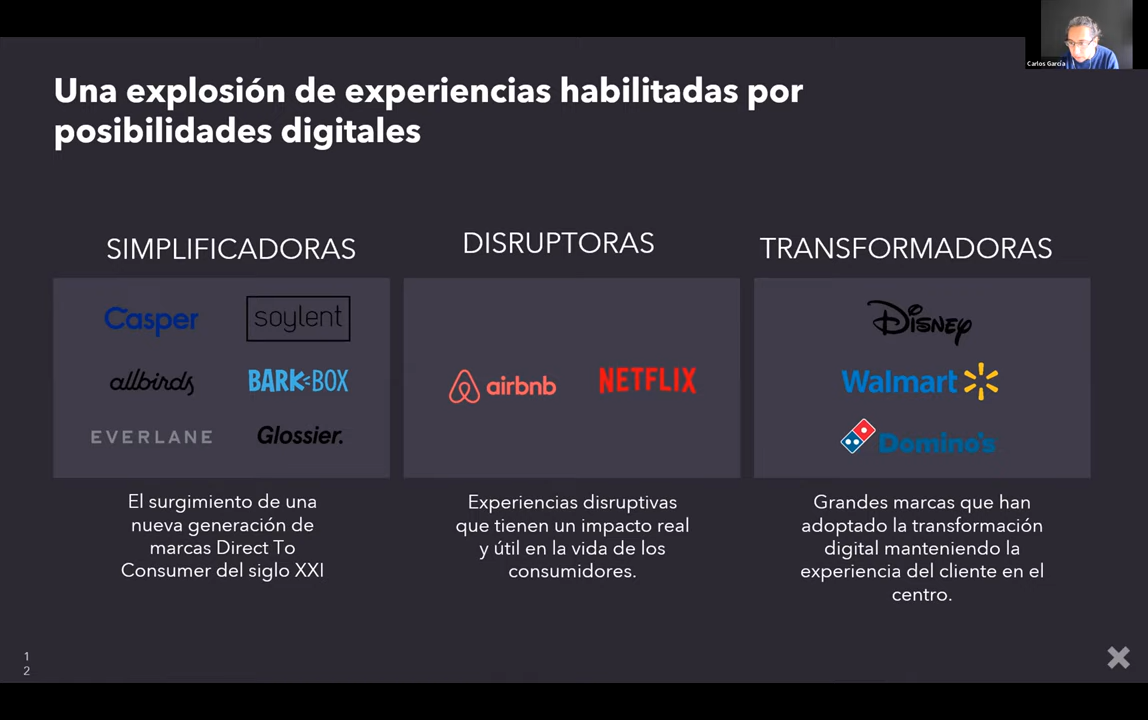 Carlos García
Una explosión de experiencias habilitadas por
posibilidades digitales
SIMPLIFICADORAS
Casper
soylent
allbirds
BARK BOX
EVERLANE
Glossier.
El surgimiento de una
nueva generación de
marcas Direct To
Consumer del siglo XXI
DISRUPTORAS
airbnb
NETFLIX
Experiencias disruptivas
que tienen un impacto real
y útil en la vida de los
consumidores.
TRANSFORMADORAS
Disney
Walmart
Domino's
Grandes marcas que han
adoptado la transformación
digital manteniendo la
experiencia del cliente en el
centro.
1
2